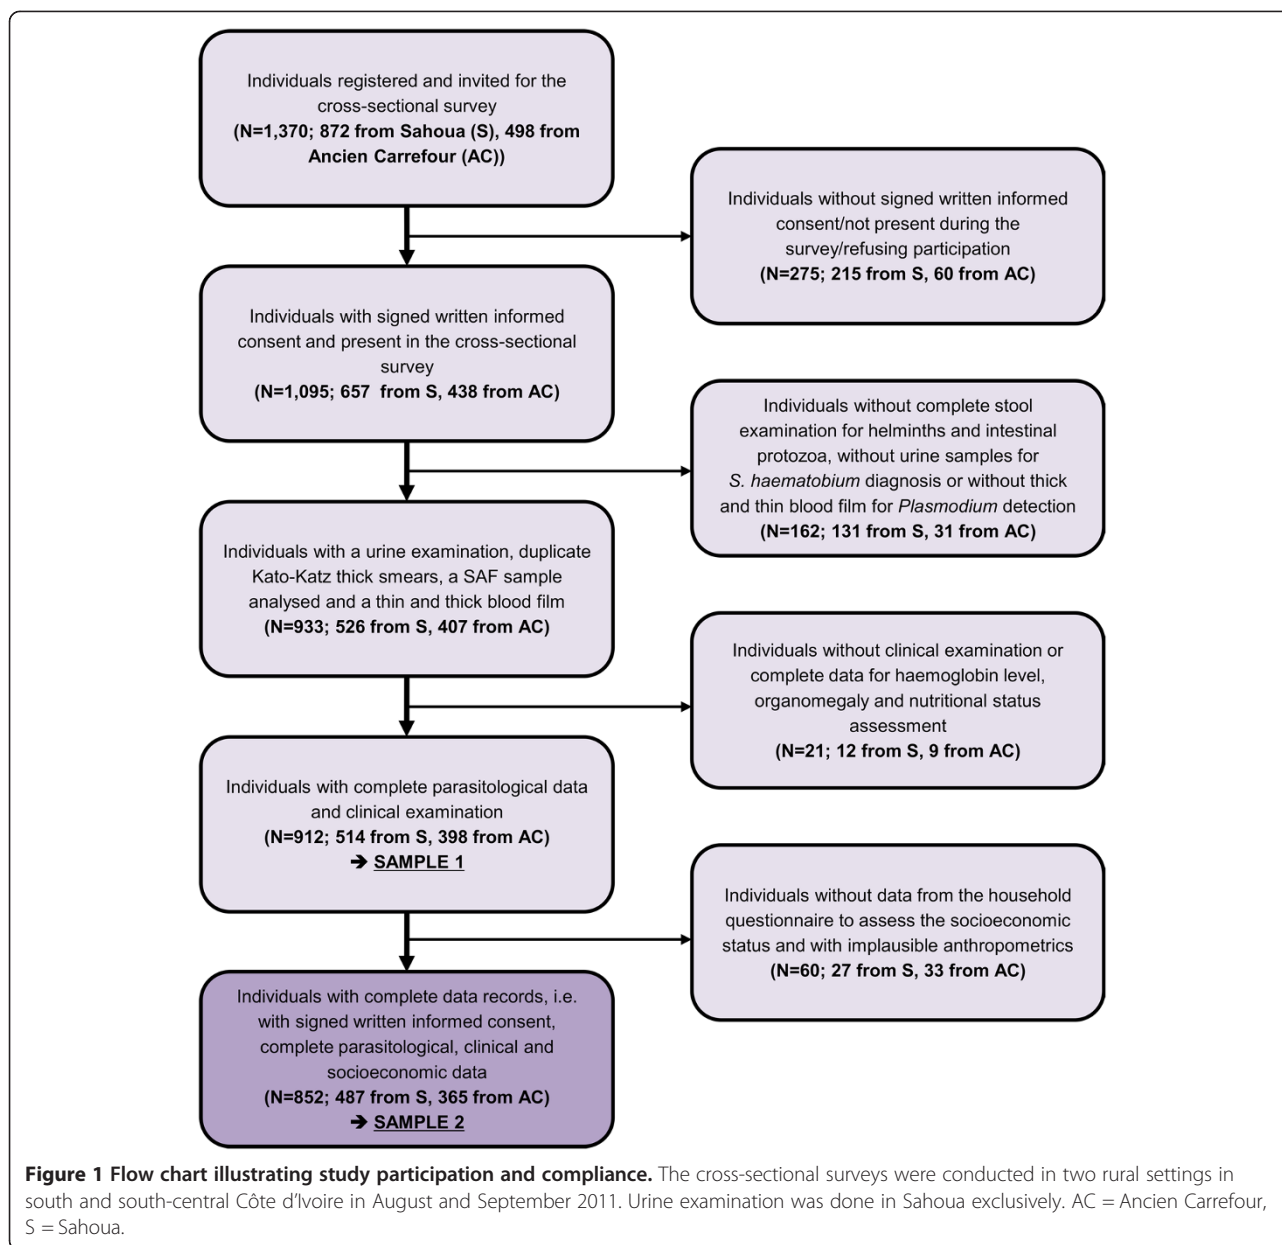 Individuals registered and invited for the
cross-sectional survey
(N=1,370; 872 from Sahoua (S), 498 from
Ancien Carrefour (AC))
Individuals without signed written informed
consent/not present during the
survey/refusing participation
(N=275; 215 from S, 60 from AC)
Individuals with signed written informed
consent and present in the cross-sectional
survey
(N=1,095; 657 from S, 438 from AC)
Individuals without complete stool
examination for helminths and intestinal
protozoa, without urine samples for
S. haematobium diagnosis or without thick
and thin blood film for Plasmodium detection
(N=162; 131 from S, 31 from AC)
Individuals with a urine examination, duplicate
Kato-Katz thick smears, a SAF sample
analysed and a thin and thick blood film
(N=933; 526 from S, 407 from AC)
Individuals without clinical examination or
complete data for haemoglobin level,
organomegaly and nutritional status
assessment
(N=21; 12 from S, 9 from AC)
Individuals with complete parasitological data
and clinical examination
(N=912; 514 from S, 398 from AC)
➔ SAMPLE 1
Individuals without data from the household
questionnaire to assess the socioeconomic
status and with implausible anthropometrics
(N=60; 27 from S, 33 from AC)
Individuals with complete data records, i.e.
with signed written informed consent,
complete parasitological, clinical and
socioeconomic data
(N=852; 487 from S, 365 from AC)
➔ SAMPLE 2
Figure 1 Flow chart illustrating study participation and compliance. The cross-sectional surveys were conducted in two rural settings in
south and south-central Côte d'Ivoire in August and September 2011. Urine examination was done in Sahoua exclusively. AC = Ancien Carrefour,
S = Sahoua.